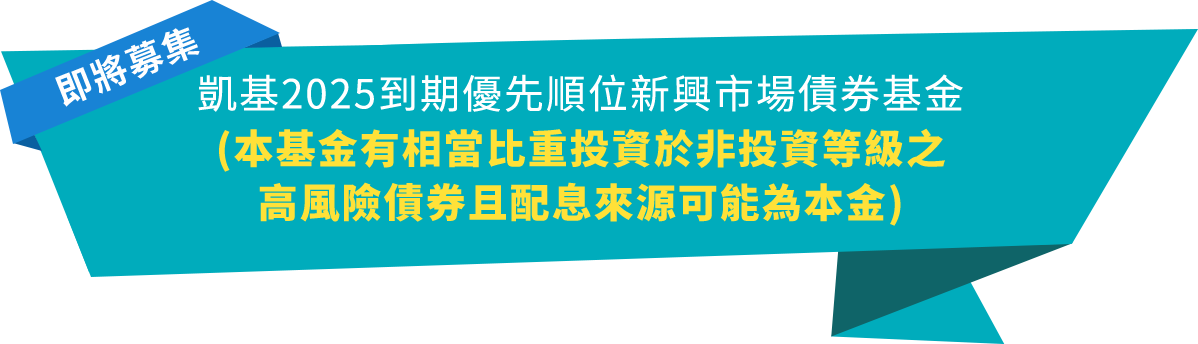 即將募集
凱基2025到期優先順位新興市場債券基金
(本基金有相當比重投資於非投資等級之
高風險債券且配息來源可能為本金)